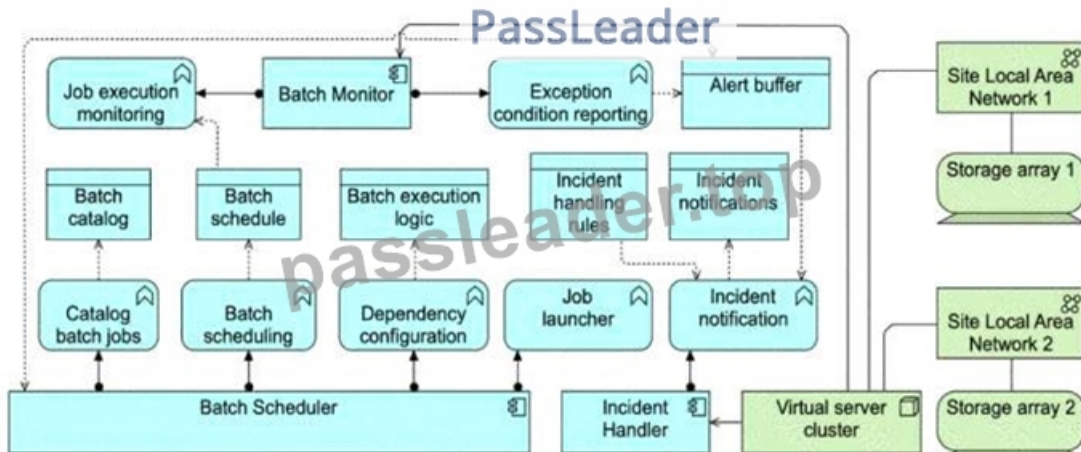 PassLeader
Job execution
monitoring
Batch Monitor
Exception
condition reporting
Alert buffer
Site Local Area
Network 1
Storage array 1
Batch
catalog
Batch
schedule
Batch execution
logic
Incident
handling
rules
Incident
notifications
passleader.top
Catalog
batch jobs
Batch
scheduling
Dependency
configuration
Job
launcher
Incident
notification
Site Local Area
Network 2
Batch Scheduler
Incident
Handler
Virtual server
cluster
Storage array 2